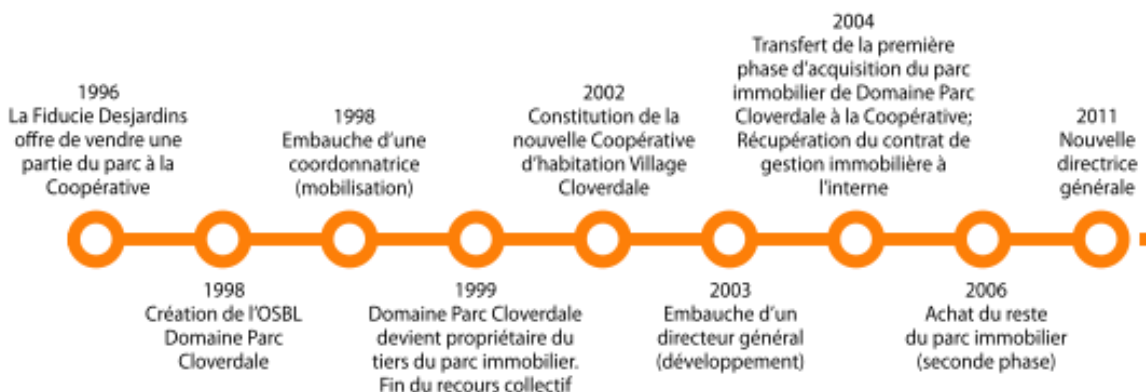 1996
La Fiducie Desjardins
offre de vendre une
partie du parc à la
Coopérative
1998
Création de l'OSBL
Domaine Parc
Cloverdale
1998
Embauche d'une
coordonnatrice
(mobilisation)
1999
Domaine Parc Cloverdale
devient propriétaire du
tiers du parc immobilier.
Fin du recours collectif
2002
Constitution de la
nouvelle Coopérative
d'habitation Village
Cloverdale
2003
Embauche d'un
directeur général
(développement)
2004
Transfert de la première
phase d'acquisition du parc
immobilier de Domaine Parc
Cloverdale à la Coopérative;
Récupération du contrat de
gestion immobilière à
l'interne
2006
Achat du reste
du parc immobilier
(seconde phase)
2011
Nouvelle
directrice
générale